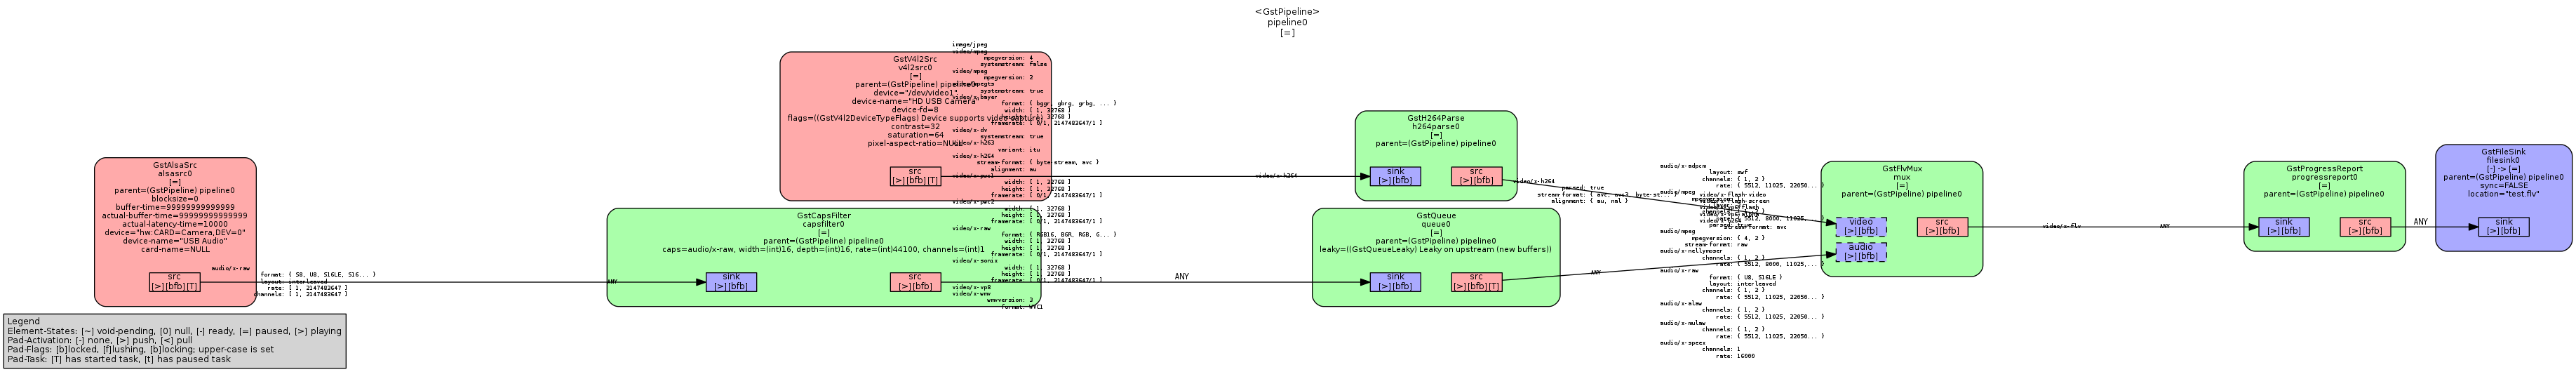 <GstPipeline>
pipeline0
[=]
GstV4l2Src
v4l2src0
[=]
parent=(GstPipeline) pipeline0
device="/dev/video1"
device-name="HD USB Camera"
device-fd=8
flags=((GstV4l2DeviceTypeFlags) Device supports video capture)
contrast=32
saturation=64
pixel-aspect-ratio=NULL
src
[>][bfb][T]
image/jpeg
video/mpeg
mpegversion: 4
systemstream: false
video/mpeg
mpegversion: 2
video/mpegts
systemstream: true
video/x-bayer
format: { bggr, gbrg, grbg, ... }
width: [ 1, 32768 ]
height: [ 1, 32768 ]
framerate: [ 0/1, 2147483647/1 ]
video/x-dv
systemstream: true
video/x-h263
variant: itu
video/x-h264
stream-format: { byte-stream, avc }
alignment: au
video/x-pwc1
width: [ 1, 32768 ]
height: [ 1, 32768 ]
framerate: [ 0/1, 2147483647/1 ]
video/x-pwc2
width: [ 1, 32768 ]
height: [ 1, 32768 ]
framerate: [ 0/1, 2147483647/1 ]
video/x-raw
format: { RGB16, BGR, RGB, G... }
width: [ 1, 32768 ]
height: [ 1, 32768 ]
framerate: [ 0/1, 2147483647/1 ]
video/x-sonix
width: [ 1, 32768 ]
height: [ 1, 32768 ]
framerate: [ 0/1, 2147483647/1 ]
video/x-vp8
video/x-wmv
wmvversion: 3
format: WVC1
video/x-h264
GstH264Parse
h264parse0
[=]
parent=(GstPipeline) pipeline0
sink
[>][bfb]
src
[>][bfb]
video/x-h264
parsed: true
stream-format: { avc, avc3, byte-st... }
alignment: { au, nal }
GstAlsaSrc
alsasrc0
[=]
parent=(GstPipeline) pipeline0
blocksize=0
buffer-time=99999999999999
actual-buffer-time=99999999999999
actual-latency-time=10000
device="hw:CARD=Camera,DEV=0"
device-name="USB Audio"
card-name=NULL
src
[>][bfb][T]
audio/x-raw
format: { S8, U8, S16LE, S16... }
layout: interleaved
rate: [ 1, 2147483647 ]
channels: [ 1, 2147483647 ]
ANY
GstCapsFilter
capsfilter0
[=]
parent=(GstPipeline) pipeline0
caps=audio/x-raw, width=(int)16, depth=(int)16, rate=(int)44100, channels=(int)1
sink
[>][bfb]
src
[>][bfb]
ANY
GstQueue
queue0
[=]
parent=(GstPipeline) pipeline0
leaky=((GstQueueLeaky) Leaky on upstream (new buffers))
sink
[>][bfb]
src
[>][bfb][T]
ANY
audio/x-adpcm
layout: swf
channels: { 1, 2 }
rate: { 5512, 11025, 22050... }
audio/mpeg
video/x-flash-video
video/x-flash-screen
stream-format: avc
audio/mpeg
mpegversion: { 4, 2 }
stream-format: raw
audio/x-nellymoser
channels: { 1, 2 }
rate: { 5512, 8000, 11025,... }
audio/x-raw
format: { U8, S16LE }
layout: interleaved
channels: { 1, 2 }
rate: { 5512, 11025, 22050... }
audio/x-alaw
channels: { 1, 2 }
rate: { 5512, 11025, 22050... }
audio/x-mulaw
channels: { 1, 2 }
rate: { 5512, 11025, 22050... }
audio/x-speex
channels: 1
rate: 16000
GstFlvMux
mux
[=]
parent=(GstPipeline) pipeline0
video
[>][bfb]
audio
[>][bfb]
src
[>][bfb]
video/x-flv
ANY
GstProgressReport
progressreport0
[=]
parent=(GstPipeline) pipeline0
sink
[>][bfb]
src
[>][bfb]
ANY
GstFileSink
filesink0
[-] -> [=]
parent=(GstPipeline) pipeline0
sync=FALSE
location="test.flv"
sink
[>][bfb]
Legend
Element-States: [~] void-pending, [0] null, [-] ready, [=] paused, [>] playing
Pad-Activation: [-] none, [>] push, [<] pull
Pad-Flags: [b]locked, [f]lushing, [b]locking; upper-case is set
Pad-Task: [T] has started task, [t] has paused task